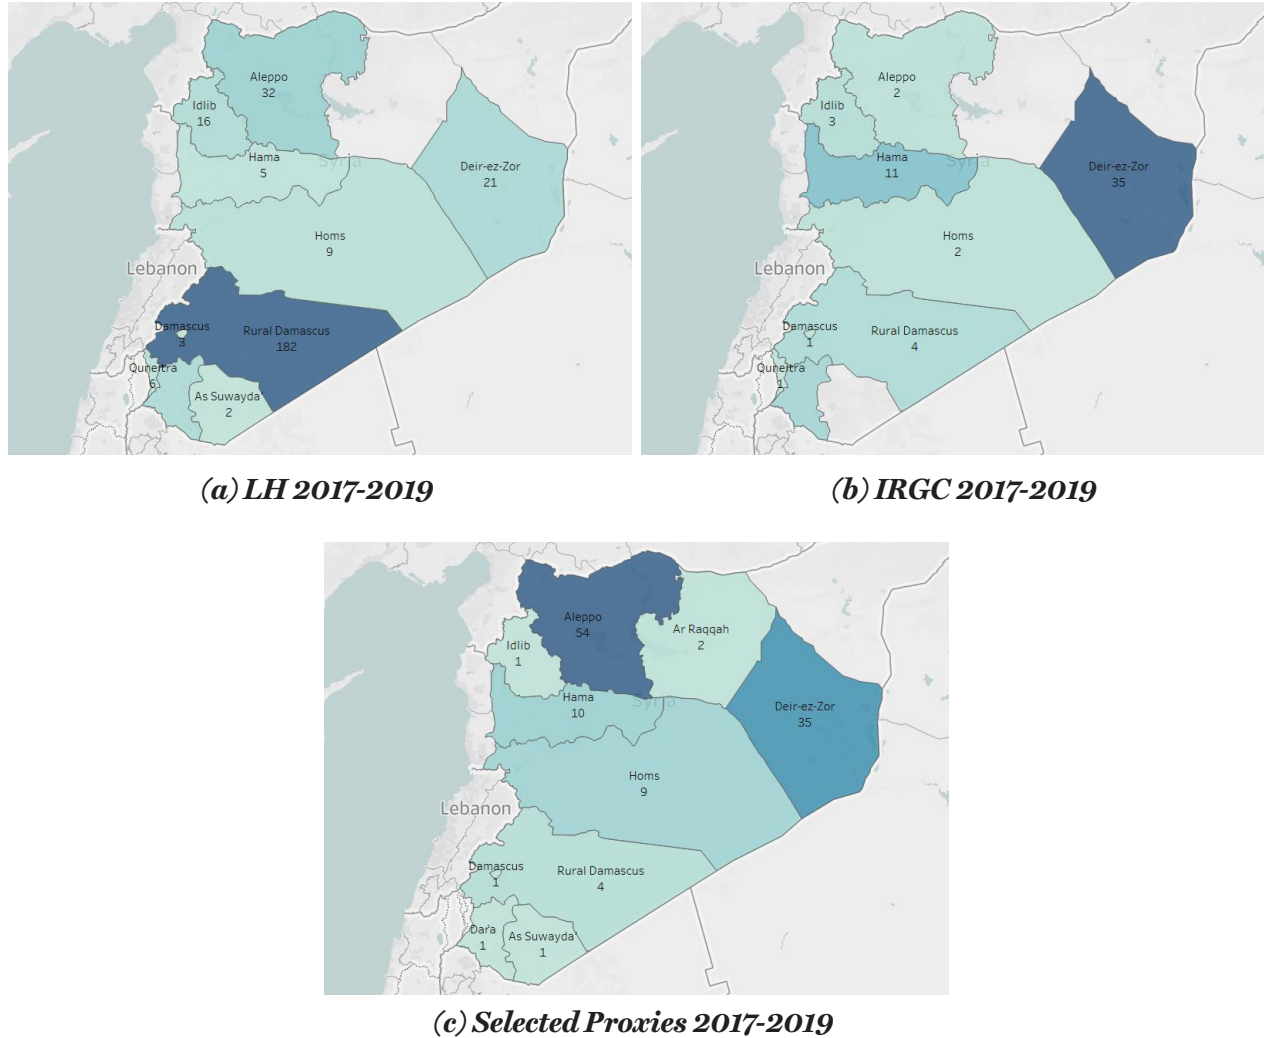 Aleppo
32
Idlib
16
Hama
5
Syria
Deir-ez-Zor
21
Homs
9
Lebanon
Damascus
3
Rural Damascus
182
Quneitra
6
As Suwayda'
2
(a) LH 2017-2019
Aleppo
2
Idlib
3
Hama
11
Syria
Deir-ez-Zor
35
Homs
2
Lebanon
Damascus
1
Rural Damascus
4
Quneitra
1
(b) IRGC 2017-2019
Aleppo
54
Ar Raqqah
2
Idlib
1
Hama
10
Syria
Deir-ez-Zor
35
Homs
9
Lebanon
Damascus
1
Rural Damascus
4
Dar'a
1
As Suwayda'
1
(c) Selected Proxies 2017-2019